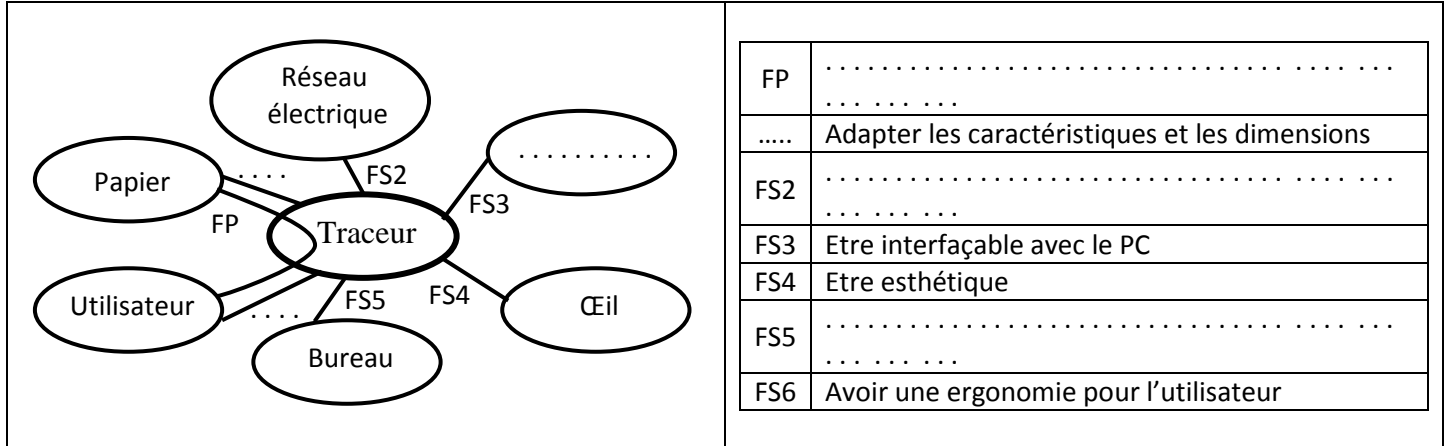 Réseau
électrique
. . . . . . . . . .
Papier
. . . .
FS2
FS3
FP
Traceur
Utilisateur
. . . .
FS5
FS4
Œil
Bureau
FP . . . . . . . . . . . . . . . . . . . . . . . . . . . . . . . . . .... . ...
... ... ...
..... Adapter les caractéristiques et les dimensions
FS2 . . . . . . . . . . . . . . . . . . . . . . . . . . . . . . . . . .... . ...
... ... ...
FS3 Etre interfaçable avec le PC
FS4 Etre esthétique
FS5 . . . . . . . . . . . . . . . . . . . . . . . . . . . . . . . . . .... . ...
... ... ...
FS6 Avoir une ergonomie pour l’utilisateur